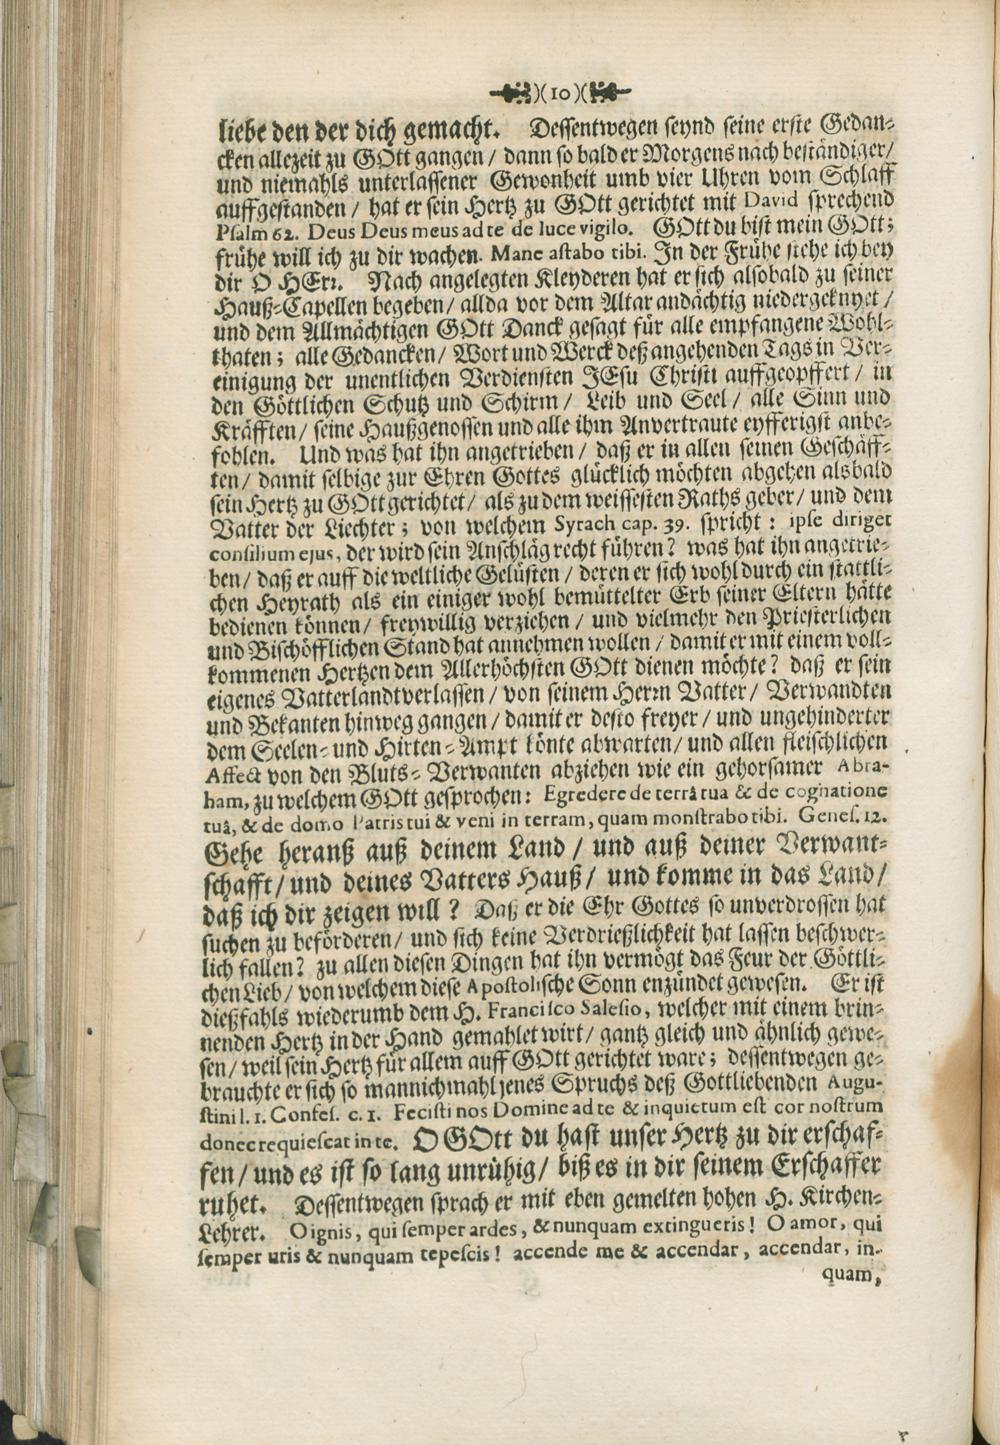 )(10)(
liebe den der dich gemacht. Dessentwegen seynd seine erste Gedan-
cken allezeit zu GOtt gangen / dann so bald er Morgens nach beständiger /
und niemahls unterlassener Gewonheit umb vier Uhren vom Schlaff
auffgestanden / hat er sein Hertz zu GOtt gerichtet mit David sprechend
Psalm 62. Deus Deus meus ad te de luce vigilo. GOtt du bist mein GOtt;
frühe will ich zu dir wachen. Mane astabo tibi. In der Frühe stehe ich bey
dir O HErr. Nach angelegten Kleyderen hat er sich alsobald zu seiner
Hauß-Capellen begeben / allda vor dem Altar andächtig niedergeknyet /
und dem Allmächtigen GOtt Danck gesagt für alle empfangene Wohl-
thaten; alle Gedancken / Wort und Werck deß angehenden Tags in Ver-
einigung der unentlichen Verdiensten JEsu Christi auffgeopffert / in
den Göttlichen Schutz und Schirm / Leib und Seel / alle Sinn und
Kräfften / seine Haußgenossen und alle ihm Anvertraute eyfferigst anbe-
fohlen. Und was hat ihn angetrieben / daß er in allen seinen Geschäff-
ten / damit selbige zur Ehren Gottes glücklich möchten abgehen alsbald
sein Hertz zu GOtt gerichtet / als zu dem weissesten Raths geber / und dem
Vatter der Liechter; von welchem Syrach cap. 39. spricht: ipse diriget
consilium ejus, der wird sein Anschläg recht führen? was hat ihn angetrie-
ben / daß er auff die weltliche Gelüsten / deren er sich wohl durch ein stattli-
chen Heyrath als ein einiger wohl bemüttelter Erb seiner Eltern hätte
bedienen können / freywillig verziehen / und vielmehr den Priesterlichen
und Bischöfflichen Stand hat annehmen wollen / damit er mit einem voll-
kommenen Hertzen dem Allerhöchsten GOtt dienen möchte? daß er sein
eigenes Vatterlandt verlassen / von seinem Herrn Vatter / Verwandten
und Bekanten hinweg gangen / damit er desto freyer / und ungehinderter
dem Seelen- und Hirten-Ampt könte abwarten / und allen fleischlichen
Affect von den Bluts-Verwanten abziehen wie ein gehorsamer Abra-
ham, zu welchem GOtt gesprochen: Egredere de terrâ tua & de cognatione
tuâ, & de domo Patris tui & veni in terram, quam monstrabo tibi. Genes. 12.
Gehe heranß auß deinem Land / und auß deiner Verwant-
schafft / und deines Vatters Hauß / und komme in das Land /
daß ich dir zeigen will? Daß er die Ehr Gottes so unverdrossen hat
suchen zu beförderen / und sich keine Verdrießlichkeit hat lassen beschwer-
lich fallen? zu allen diesen Dingen hat ihn vermögt das Feur der Göttli-
chen Lieb / von welchem diese Apostolische Sonn enzündet gewesen. Er ist
dießfahls wiederumb dem H. Francisco Salesio, welcher mit einem brin-
nenden Hertz in der Hand gemahlet wirt / gantz gleich und ähnlich gewe-
sen / weil sein Hertz für allem auff GOtt gerichtet ware; dessentwegen ge-
brauchte er sich so mannichmahl jenes Spruchs deß Gottliebenden Augu-
stini l. 1. Confes. c. 1. Fecisti nos Domine ad te & inquietum est cor nostrum
donec requiescat in te. O GOtt du hast unser Hertz zu dir erschaf-
fen / und es ist so lang unrühig / biß es in dir seinem Erschaffer
ruhet. Dessentwegen sprach er mit eben gemelten hohen H. Kirchen-
Lehrer. O ignis, qui semper ardes, & nunquam extingueris! O amor, qui
semper uris & nunquam tepescis! accende me & accendar, accendar, in-
quam,